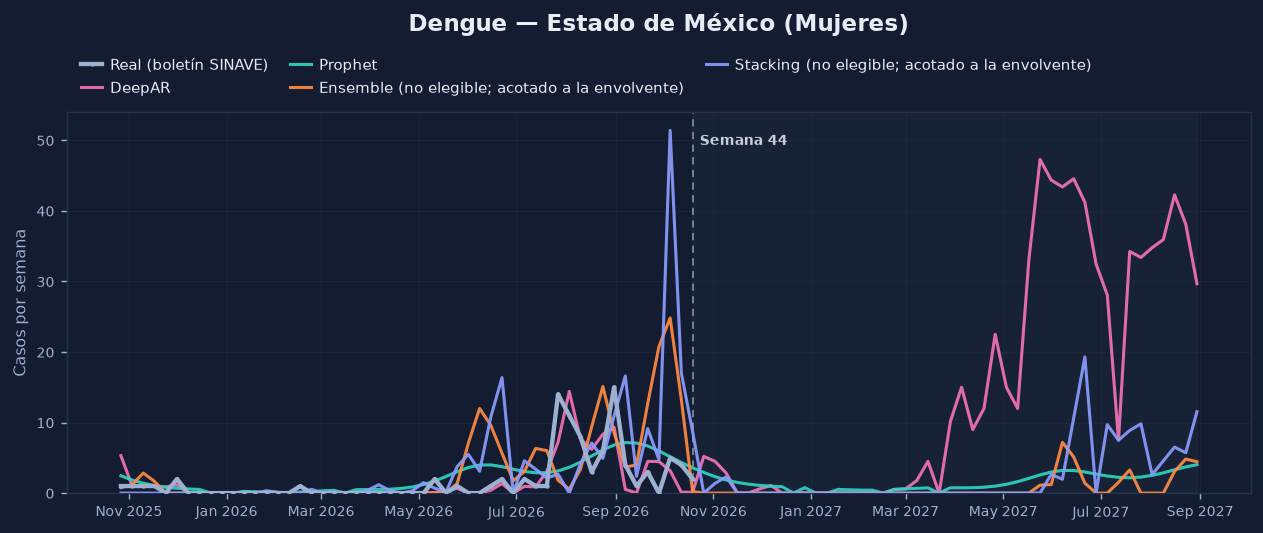 Dengue — Estado de México (Mujeres)
Real (boletín SINAVE)
DeepAR
Prophet
Ensemble (no elegible; acotado a la envolvente)
Stacking (no elegible; acotado a la envolvente)
Semana 44
Casos por semana
50
40
30
20
10
0
Nov 2025
Jan 2026
Mar 2026
May 2026
Jul 2026
Sep 2026
Nov 2026
Jan 2027
Mar 2027
May 2027
Jul 2027
Sep 2027